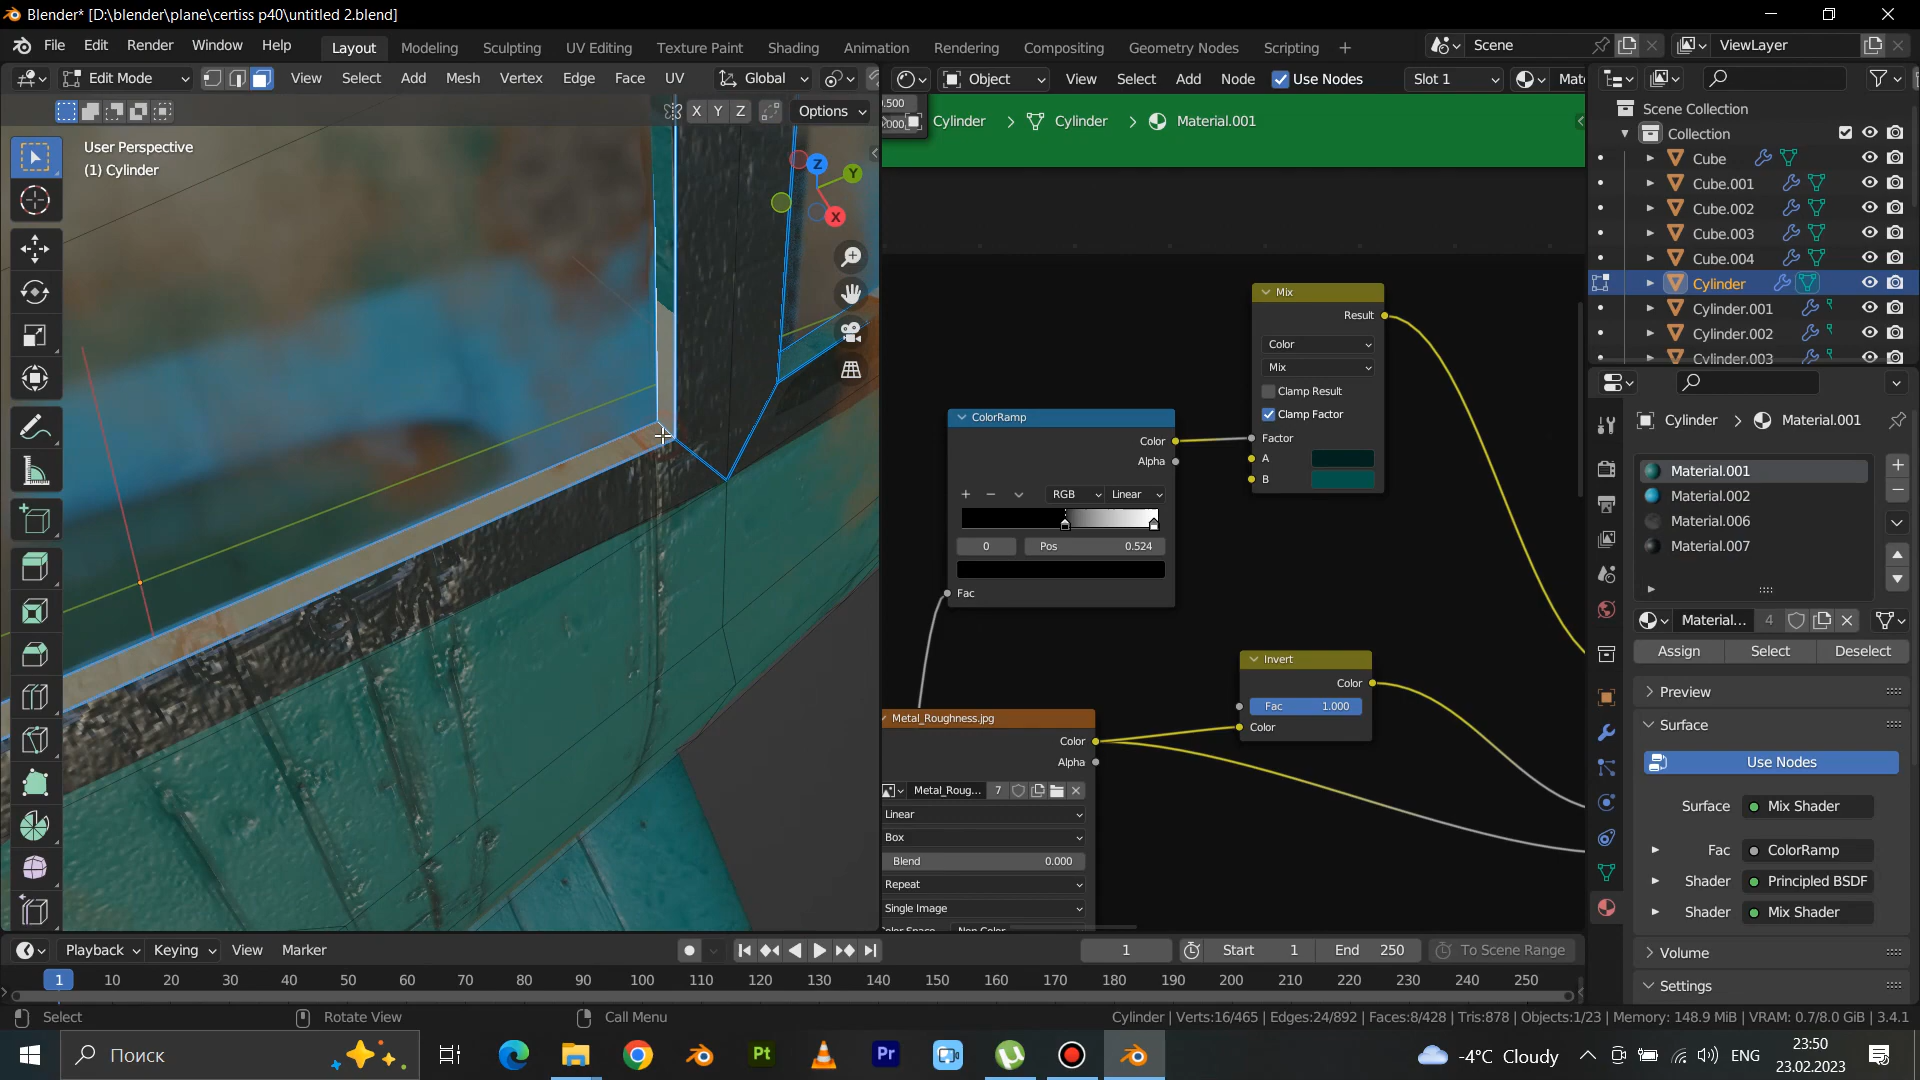 Blender* [D:\blender\plane\certiss p40\untitled 2.blend]
File Edit Render Window Help Layout Modeling Sculpting UV Editing Texture Paint Shading Animation Rendering Compositing Geometry Nodes Scripting + Scene ViewLayer
Edit Mode View Select Add Mesh Vertex Edge Face UV Global
Object View Select Add Node Use Nodes Slot 1
X Y Z Options
User Perspective
(1) Cylinder
Z
Y
X
Cylinder > Cylinder > Material.001
Mix
Result
Color
Mix
Clamp Result
Clamp Factor
Factor
A
B
ColorRamp
Color
Alpha
RGB Linear
0 Pos 0.524
Fac
Invert
Color
Fac 1.000
Color
Metal_Roughness.jpg
Color
Alpha
Metal_Roug... 7
Linear
Box
Blend 0.000
Repeat
Single Image
Scene Collection
Collection
Cube
Cube.001
Cube.002
Cube.003
Cube.004
Cylinder
Cylinder.001
Cylinder.002
Cylinder.003
Cylinder > Material.001
Material.001
Material.002
Material.006
Material.007
Material... 4
Assign Select Deselect
Preview
Surface
Use Nodes
Surface Mix Shader
Fac ColorRamp
Shader Principled BSDF
Shader Mix Shader
Volume
Settings
Playback Keying View Marker 1 Start 1 End 250 To Scene Range
1 10 20 30 40 50 60 70 80 90 100 110 120 130 140 150 160 170 180 190 200 210 220 230 240 250
Select Rotate View Call Menu Cylinder | Verts:16/465 | Edges:24/892 | Faces:8/428 | Tris:878 | Objects:1/23 | Memory: 148.9 MiB | VRAM: 0.7/8.0 GiB | 3.4.1
Поиск Pt Pr -4°C Cloudy ENG
23:50
23.02.2023